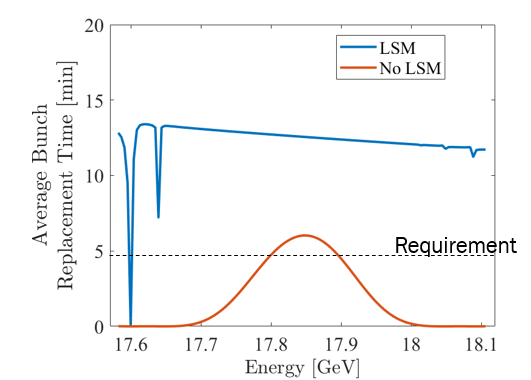 20
15
10
5
0
Average Bunch
Replacement Time [min]
LSM
No LSM
Requirement
17.6 17.7 17.8 17.9 18 18.1
Energy [GeV]